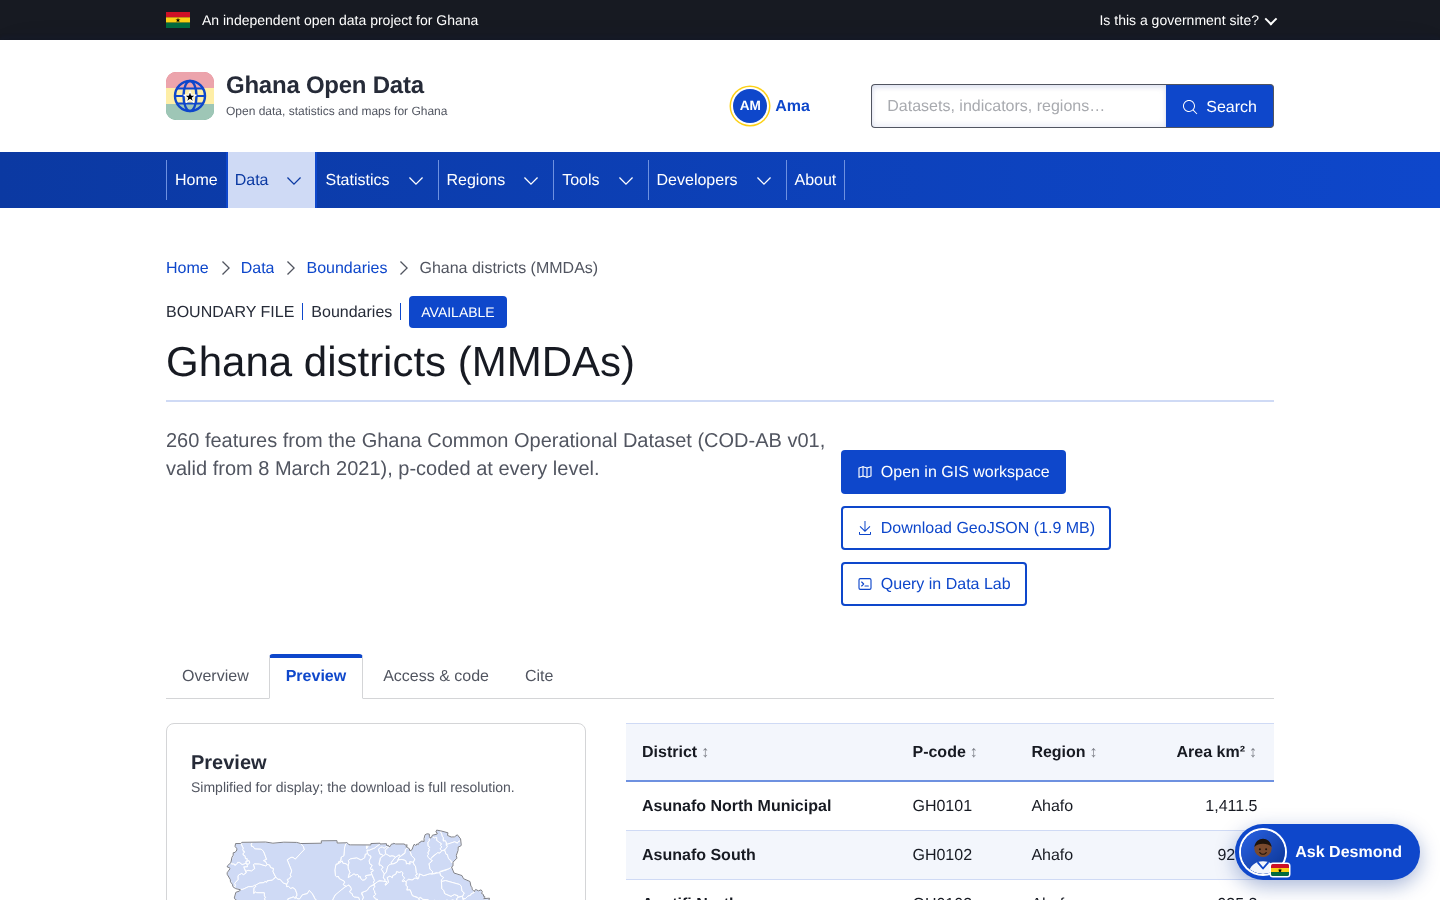 An independent open data project for Ghana
Is this a government site?
Ghana Open Data
Open data, statistics and maps for Ghana
AM
Ama
Datasets, indicators, regions…
Search
Home
Data
Statistics
Regions
Tools
Developers
About
Home
Data
Boundaries
Ghana districts (MMDAs)
BOUNDARY FILE
Boundaries
AVAILABLE
Ghana districts (MMDAs)
260 features from the Ghana Common Operational Dataset (COD-AB v01,
valid from 8 March 2021), p-coded at every level.
Open in GIS workspace
Download GeoJSON (1.9 MB)
Query in Data Lab
Overview
Preview
Access & code
Cite
Preview
Simplified for display; the download is full resolution.
District ↕ P-code ↕ Region ↕ Area km² ↕
Asunafo North Municipal GH0101 Ahafo 1,411.5
Asunafo South GH0102 Ahafo
Ask Desmond